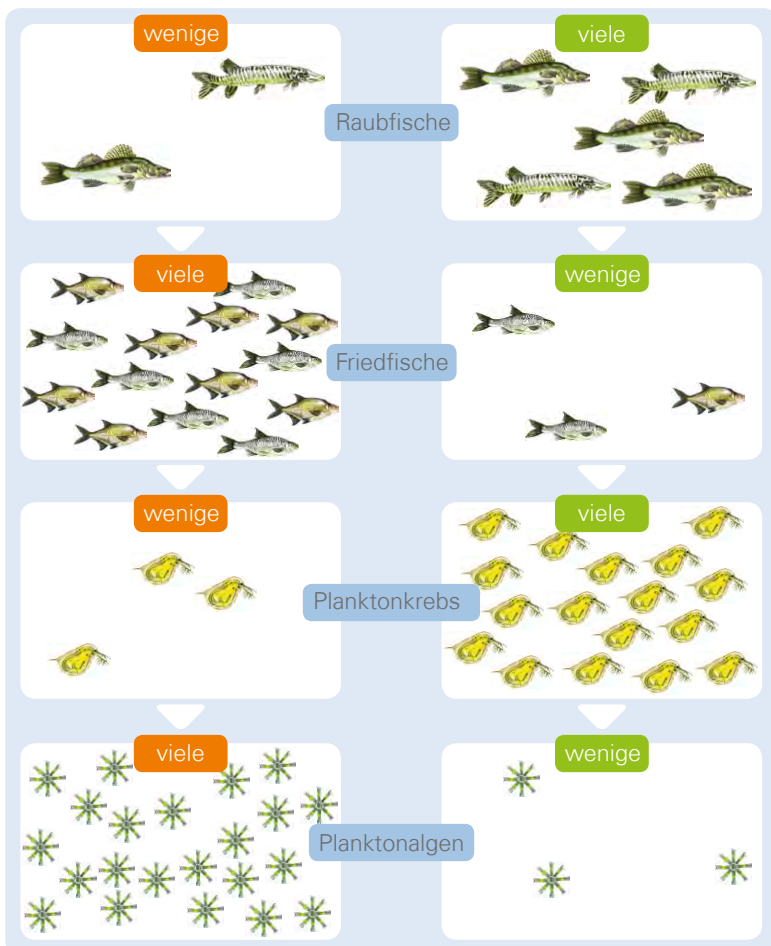 wenige
viele
Raubfische
viele
wenige
Friedfische
wenige
viele
Planktonkrebs
viele
wenige
Planktonalgen